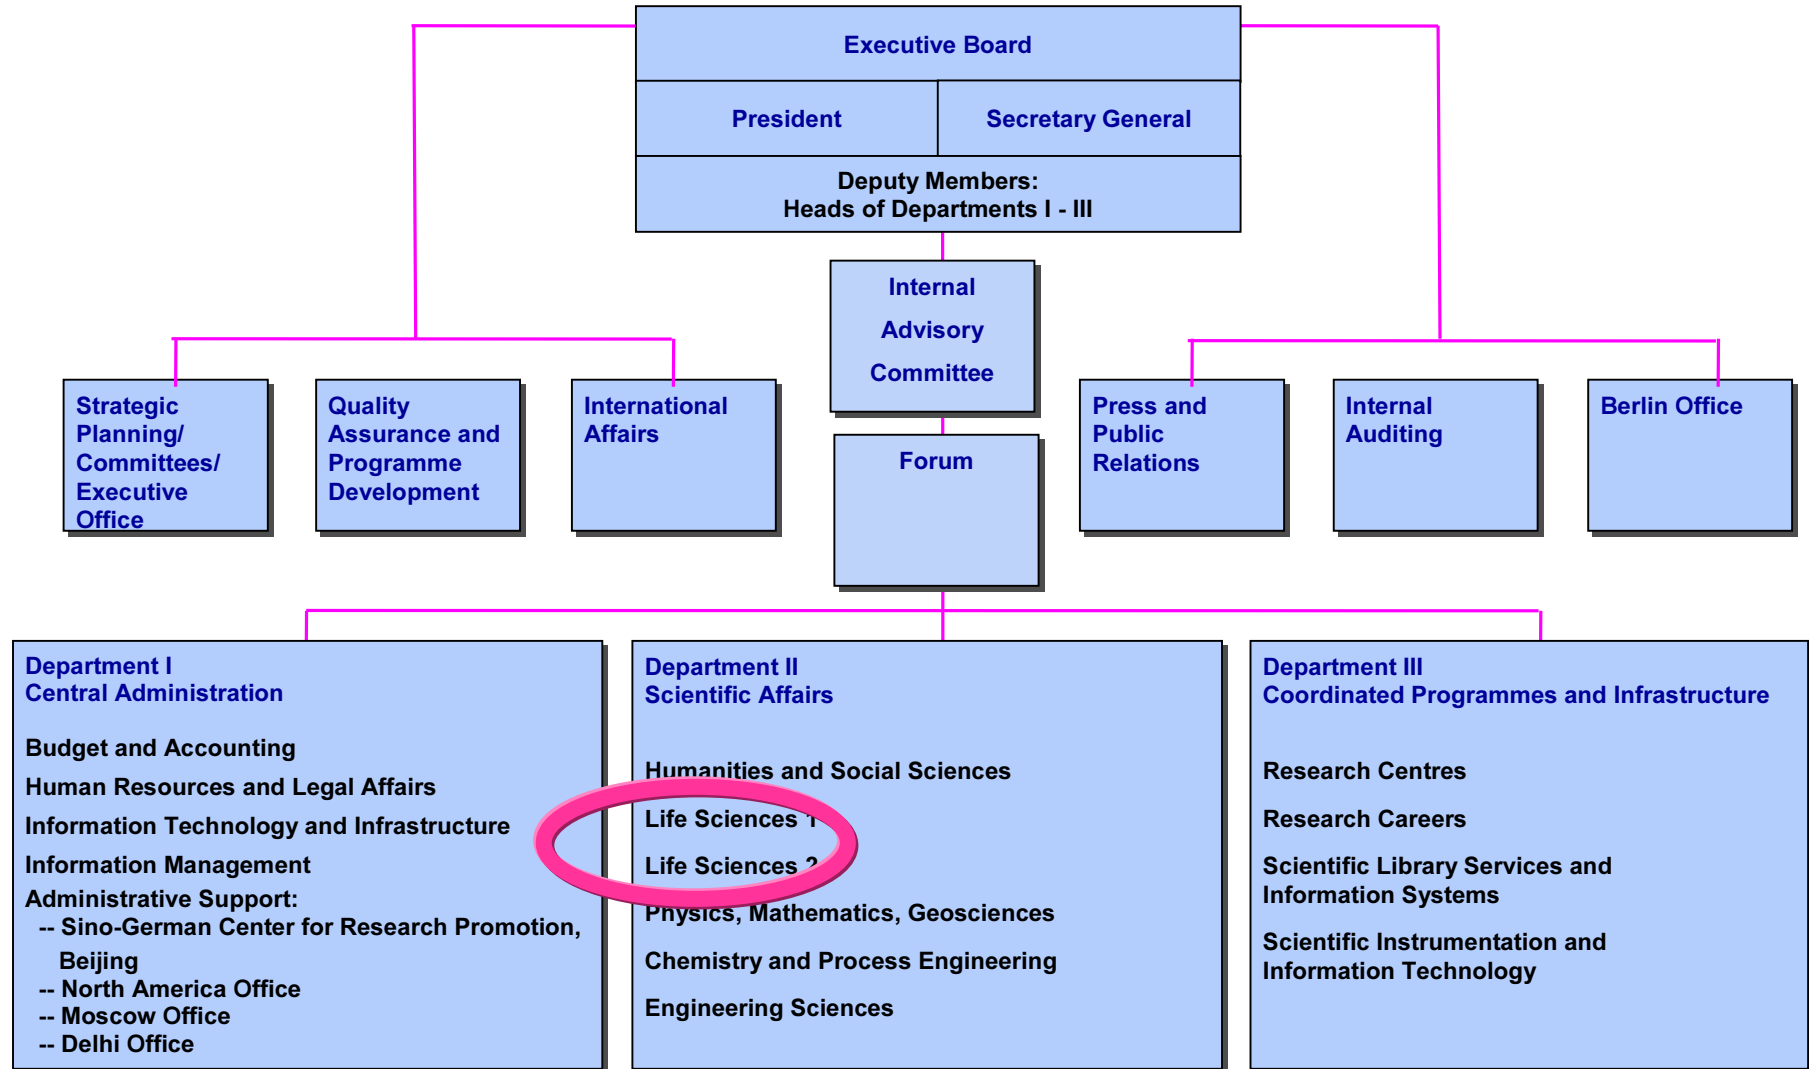 Executive Board
President
Secretary General
Deputy Members:
Heads of Departments I - III
Internal
Advisory
Committee
Strategic
Planning/
Committees/
Executive
Office
Quality
Assurance and
Programme
Development
International
Affairs
Forum
Press and
Public
Relations
Internal
Auditing
Berlin Office
Department I
Central Administration
Budget and Accounting
Human Resources and Legal Affairs
Information Technology and Infrastructure
Information Management
Administrative Support:
-- Sino-German Center for Research Promotion,
Beijing
-- North America Office
-- Moscow Office
-- Delhi Office
Department II
Scientific Affairs
Humanities and Social Sciences
Life Sciences 1
Life Sciences 2
Physics, Mathematics, Geosciences
Chemistry and Process Engineering
Engineering Sciences
Department III
Coordinated Programmes and Infrastructure
Research Centres
Research Careers
Scientific Library Services and
Information Systems
Scientific Instrumentation and
Information Technology